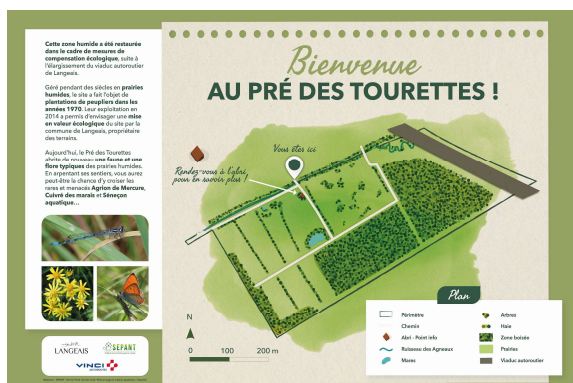 Cette zone humide a été restaurée
dans le cadre de mesures de
compensation écologique, suite à
l'élargissement du viaduc autoroutier
de Langeais.
Géré pendant des siècles en prairies
humides, le site a fait l'objet de
plantations de peupliers dans les
années 1970. Leur exploitation en
2014 a permis d'envisager une mise
en valeur écologique du site par la
commune de Langeais, propriétaire
des terrains.
Aujourd'hui, le Pré des Tourettes
abrite de nouveau une faune et une
flore typiques des prairies humides.
En arpentant ses sentiers, vous aurez
peut-être la chance d'y croiser les
rares et menacés Agrion de Mercure,
Cuivré des marais et Séneçon
aquatique...
LANGEAIS
SEPANT
VINCI
Bienvenue
AU PRÉ DES TOURETTES !
Vous êtes ici
Rendez-vous à l'abri
pour en savoir plus !
N
0 100 200 m
Plan
Périmètre
Chemin
Abri - Point info
Ruisseau des Agneaux
Mares
Arbres
Haie
Zone boisée
Prairies
Viaduc autoroutier